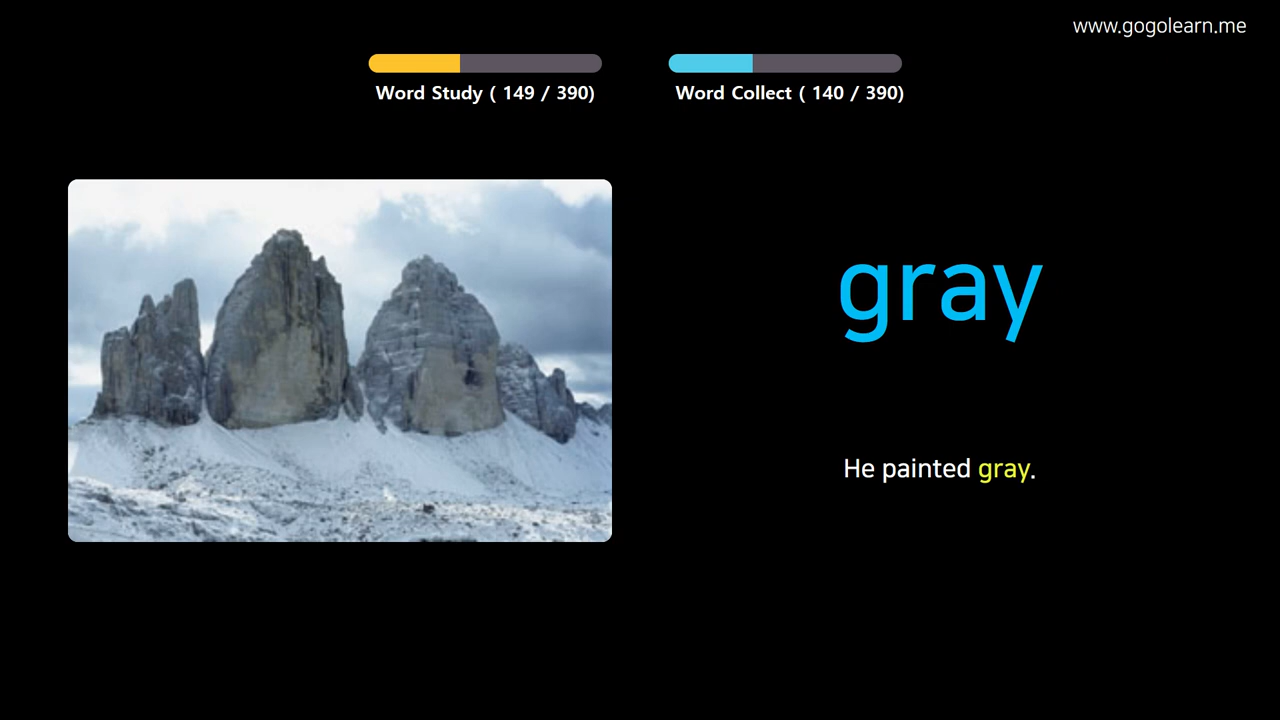 www.gogolearn.me
Word Study ( 149 / 390)
Word Collect ( 140 / 390)
gray
He painted gray.